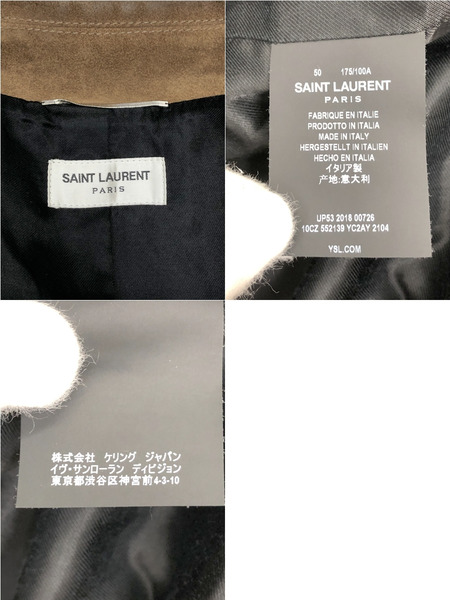 SAINT LAURENT
PARIS
50 175/100A
SAINT LAURENT
PARIS
FABRIQUE EN ITALIE
PRODOTTO IN ITALIA
MADE IN ITALY
HERGESTELLT IN ITALIEN
HECHO EN ITALIA
イタリア製
产地:意大利
UP53 2018 00726
10CZ 552139 YC2AY 2104
YSL.COM
株式会社 ケリング ジャパン
イヴ・サンローラン ディビジョン
東京都渋谷区神宮前4-3-10